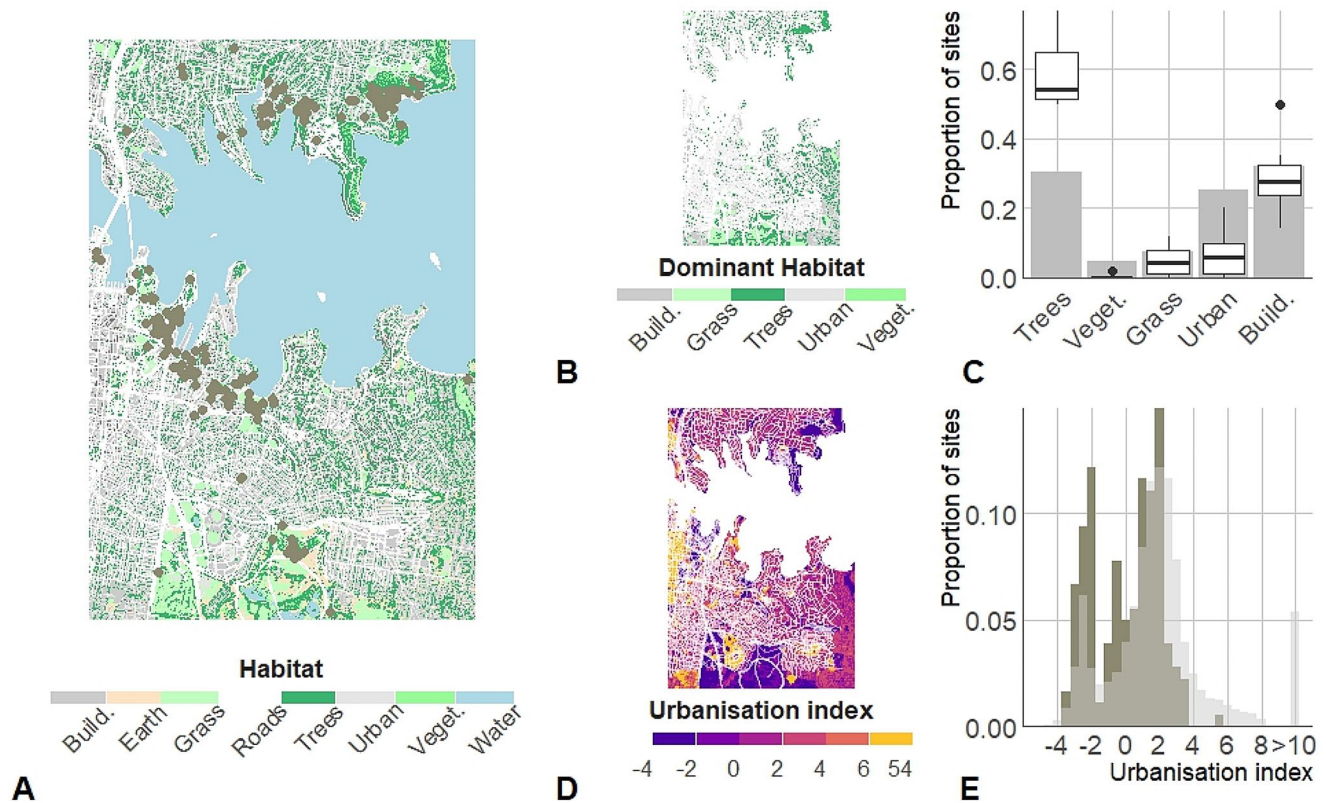 Habitat
Build.
Earth
Grass
Roads
Trees
Urban
Veget.
Water
A
Dominant Habitat
Build.
Grass
Trees
Urban
Veget.
B
Proportion of sites
0.6
0.4
0.2
0.0
Trees
Veget.
Grass
Urban
Build.
C
Urbanisation index
-4 -2 0 2 4 6 54
D
Proportion of sites
0.10
0.05
0.00
-4 -2 0 2 4 6 8 >10
Urbanisation index
E